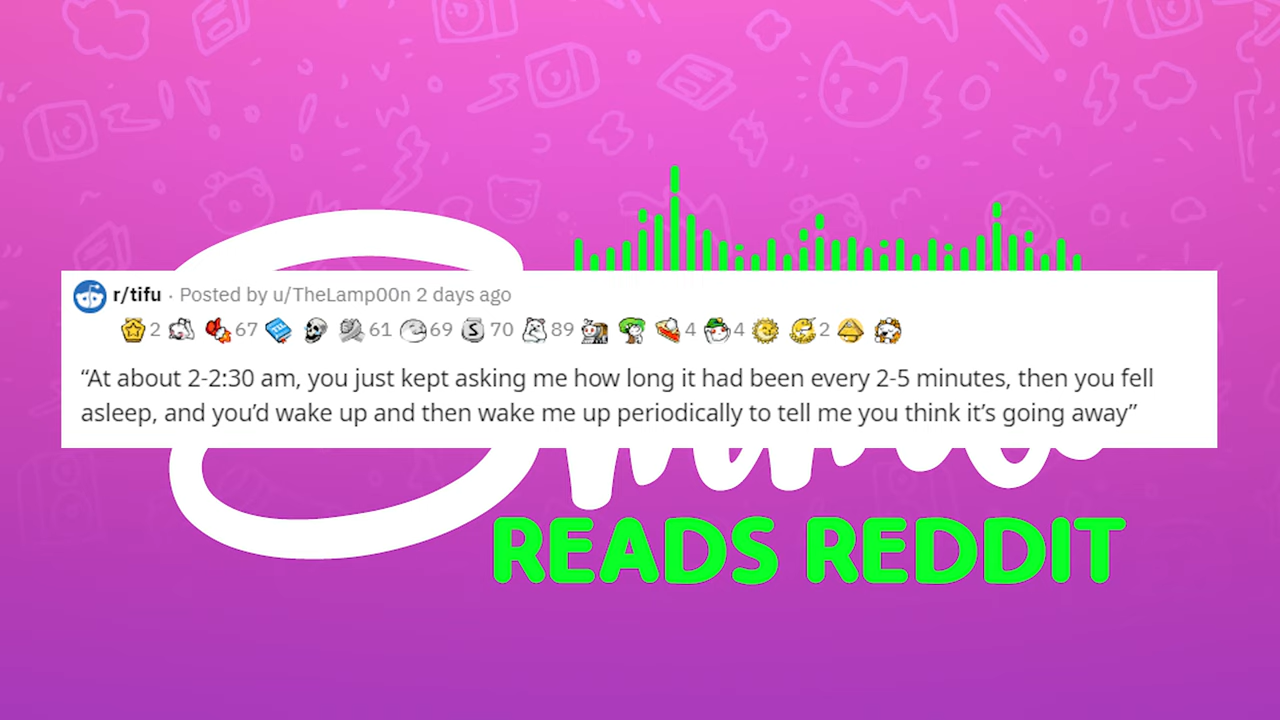 r/tifu · Posted by u/TheLamp00n 2 days ago
2 67 61 69 70 89 4 4 2
“At about 2-2:30 am, you just kept asking me how long it had been every 2-5 minutes, then you fell
asleep, and you’d wake up and then wake me up periodically to tell me you think it’s going away”
READS REDDIT